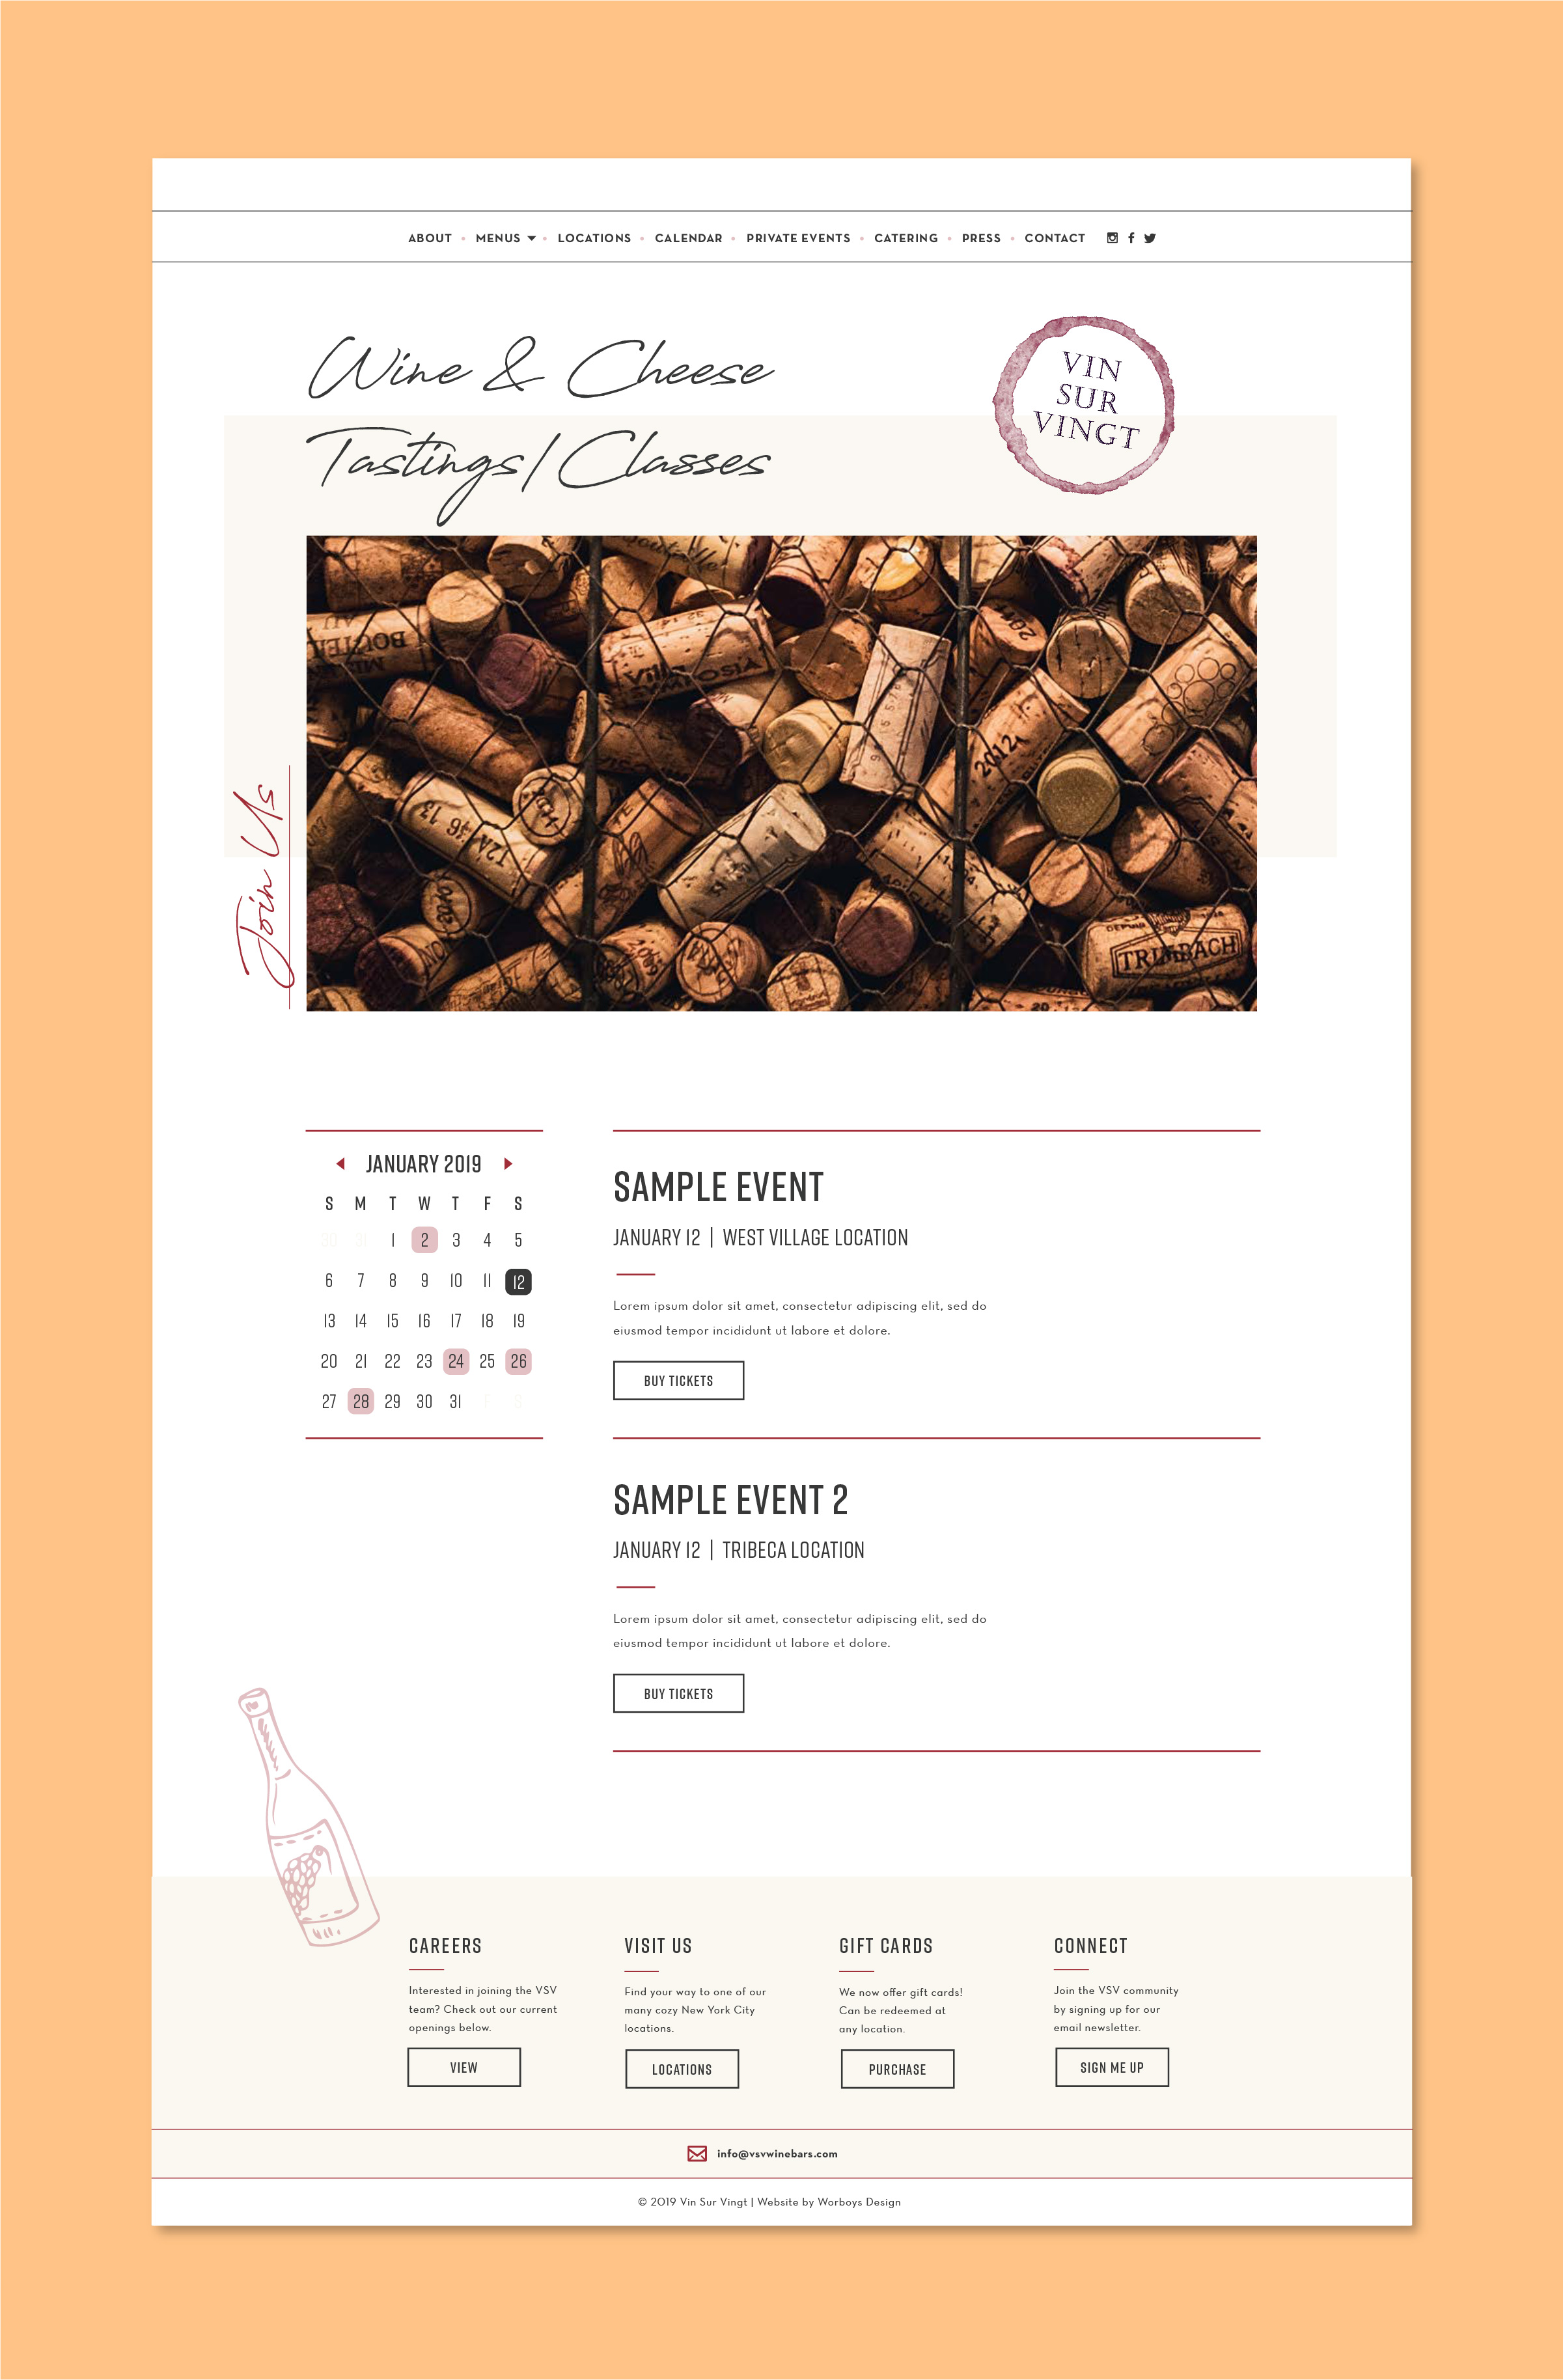 ABOUT • MENUS • LOCATIONS • CALENDAR • PRIVATE EVENTS • CATERING • PRESS • CONTACT
Wine & Cheese
Tastings/Classes
VIN
SUR
VINGT
2012
13
TRIMBACH
Join Us
JANUARY 2019
S M T W T F S
30 31 1 2 3 4 5
6 7 8 9 10 11 12
13 14 15 16 17 18 19
20 21 22 23 24 25 26
27 28 29 30 31
SAMPLE EVENT
JANUARY 12 | WEST VILLAGE LOCATION
Lorem ipsum dolor sit amet, consectetur adipiscing elit, sed do
eiusmod tempor incididunt ut labore et dolore.
BUY TICKETS
SAMPLE EVENT 2
JANUARY 12 | TRIBECA LOCATION
Lorem ipsum dolor sit amet, consectetur adipiscing elit, sed do
eiusmod tempor incididunt ut labore et dolore.
BUY TICKETS
CAREERS
Interested in joining the VSV
team? Check out our current
openings below.
VIEW
VISIT US
Find your way to one of our
many cozy New York City
locations.
LOCATIONS
GIFT CARDS
We now offer gift cards!
Can be redeemed at
any location.
PURCHASE
CONNECT
Join the VSV community
by signing up for our
email newsletter.
SIGN ME UP
info@vsvwinebars.com
© 2019 Vin Sur Vingt | Website by Worboys Design